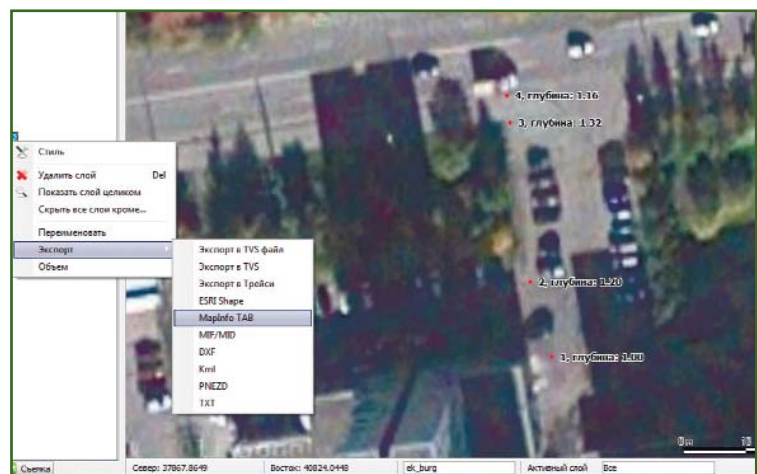 4, глубина: 1.16
3, глубина: 1.32
Стиль
Удалить слой Del
Показать слой целиком
Скрыть все слои кроме...
Переименовать
Экспорт
Объем
Экспорт в TVS файл
Экспорт в TVS
Экспорт в Трейси
ESRI Shape
MapInfo TAB
MIF/MID
DXF
Kml
PNEZD
TXT
2, глубина: 1.20
1, глубина: 1.00
0м 10
Съемка Север: 37867.8649 Восток: 40824.0448 ek_burg Активный слой Все